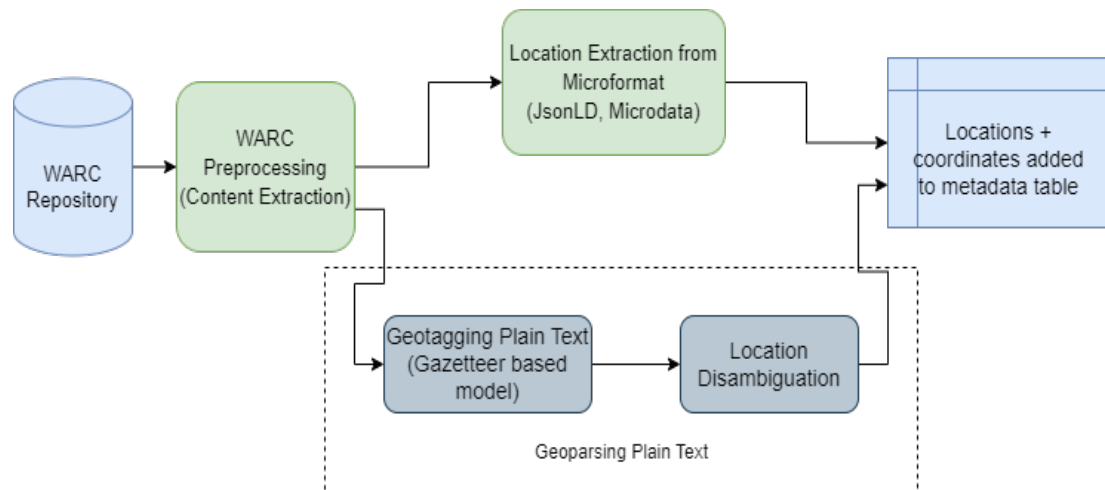 WARC
Repository
WARC
Preprocessing
(Content Extraction)
Location Extraction from
Microformat
(JsonLD, Microdata)
Locations +
coordinates added
to metadata table
Geotagging Plain Text
(Gazetteer based
model)
Location
Disambiguation
Geoparsing Plain Text